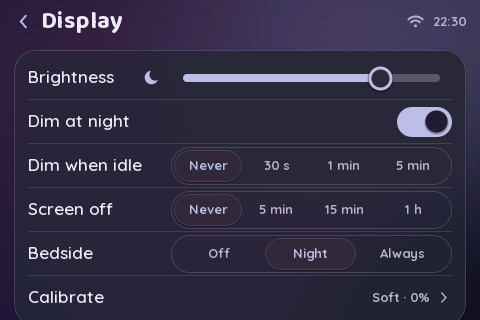 Display 22:30
Brightness
Dim at night
Dim when idle Never 30 s 1 min 5 min
Screen off Never 5 min 15 min 1 h
Bedside Off Night Always
Calibrate Soft · 0%